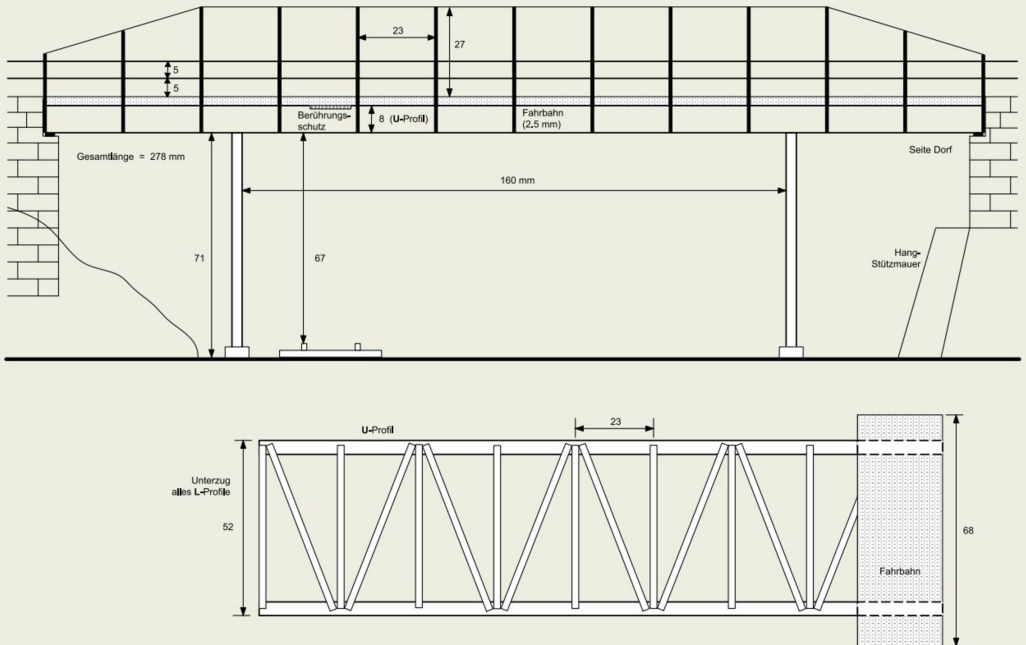 23
27
5
5
Berührungs-
schutz
8 (U-Profil)
Fahrbahn
(2.5 mm)
Gesamtlänge = 278 mm
Seite Dorf
160 mm
71
67
Hang-
Stützmauer
U-Profil
23
Unterzug
alles L-Profile
52
68
Fahrbahn